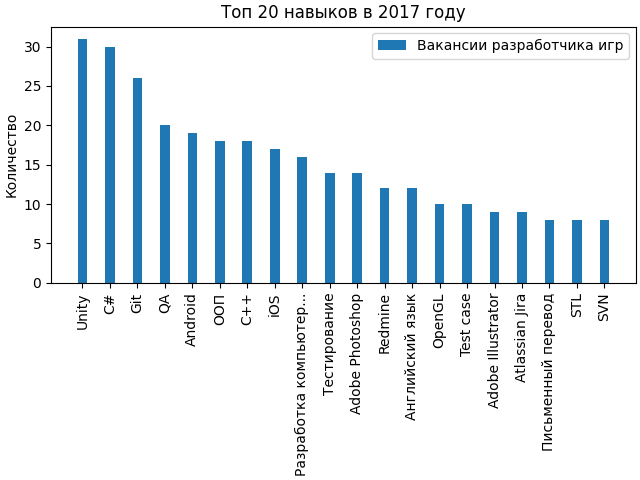 Топ 20 навыков в 2017 году
Вакансии разработчика игр
Количество
30
25
20
15
10
5
0
Unity
C#
Git
QA
Android
ООП
C++
iOS
Разработка компьютер...
Тестирование
Adobe Photoshop
Redmine
Английский язык
OpenGL
Test case
Adobe Illustrator
Atlassian Jira
Письменный перевод
STL
SVN